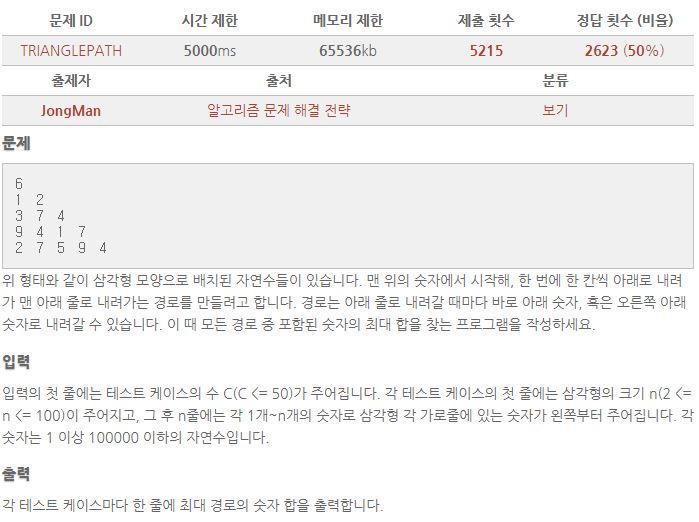 문제 ID 시간 제한 메모리 제한 제출 횟수 정답 횟수 (비율)
TRIANGLEPATH 5000ms 65536kb 5215 2623 (50%)
출제자 출처 분류
JongMan 알고리즘 문제 해결 전략 보기
문제
6
1 2
3 7 4
9 4 1 7
2 7 5 9 4
위 형태와 같이 삼각형 모양으로 배치된 자연수들이 있습니다. 맨 위의 숫자에서 시작해, 한 번에 한 칸씩 아래로 내려
가 맨 아래 줄로 내려가는 경로를 만들려고 합니다. 경로는 아래 줄로 내려갈 때마다 바로 아래 숫자, 혹은 오른쪽 아래
숫자로 내려갈 수 있습니다. 이 때 모든 경로 중 포함된 숫자의 최대 합을 찾는 프로그램을 작성하세요.
입력
입력의 첫 줄에는 테스트 케이스의 수 C(C <= 50)가 주어집니다. 각 테스트 케이스의 첫 줄에는 삼각형의 크기 n(2 <=
n <= 100)이 주어지고, 그 후 n줄에는 각 1개~n개의 숫자로 삼각형 각 가로줄에 있는 숫자가 왼쪽부터 주어집니다. 각
숫자는 1 이상 100000 이하의 자연수입니다.
출력
각 테스트 케이스마다 한 줄에 최대 경로의 숫자 합을 출력합니다.